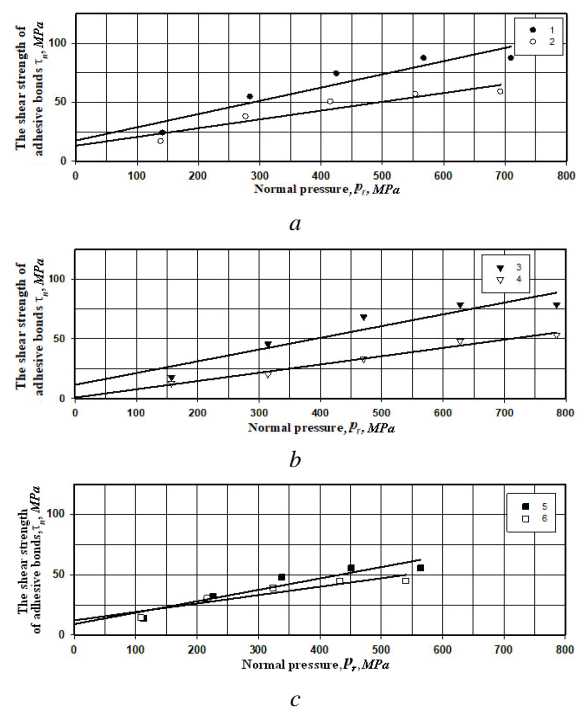 The shear strength of
adhesive bonds τn, MPa
100
50
0
1
2
0 100 200 300 400 500 600 700 800
Normal pressure, pr, MPa
a
The shear strength of
adhesive bonds τn, MPa
100
50
0
3
4
0 100 200 300 400 500 600 700 800
Normal pressure, pr, MPa
b
The shear strength
of adhesive bonds, τn, MPa
100
50
0
5
6
0 100 200 300 400 500 600 700 800
Normal pressure, pr, MPa
c